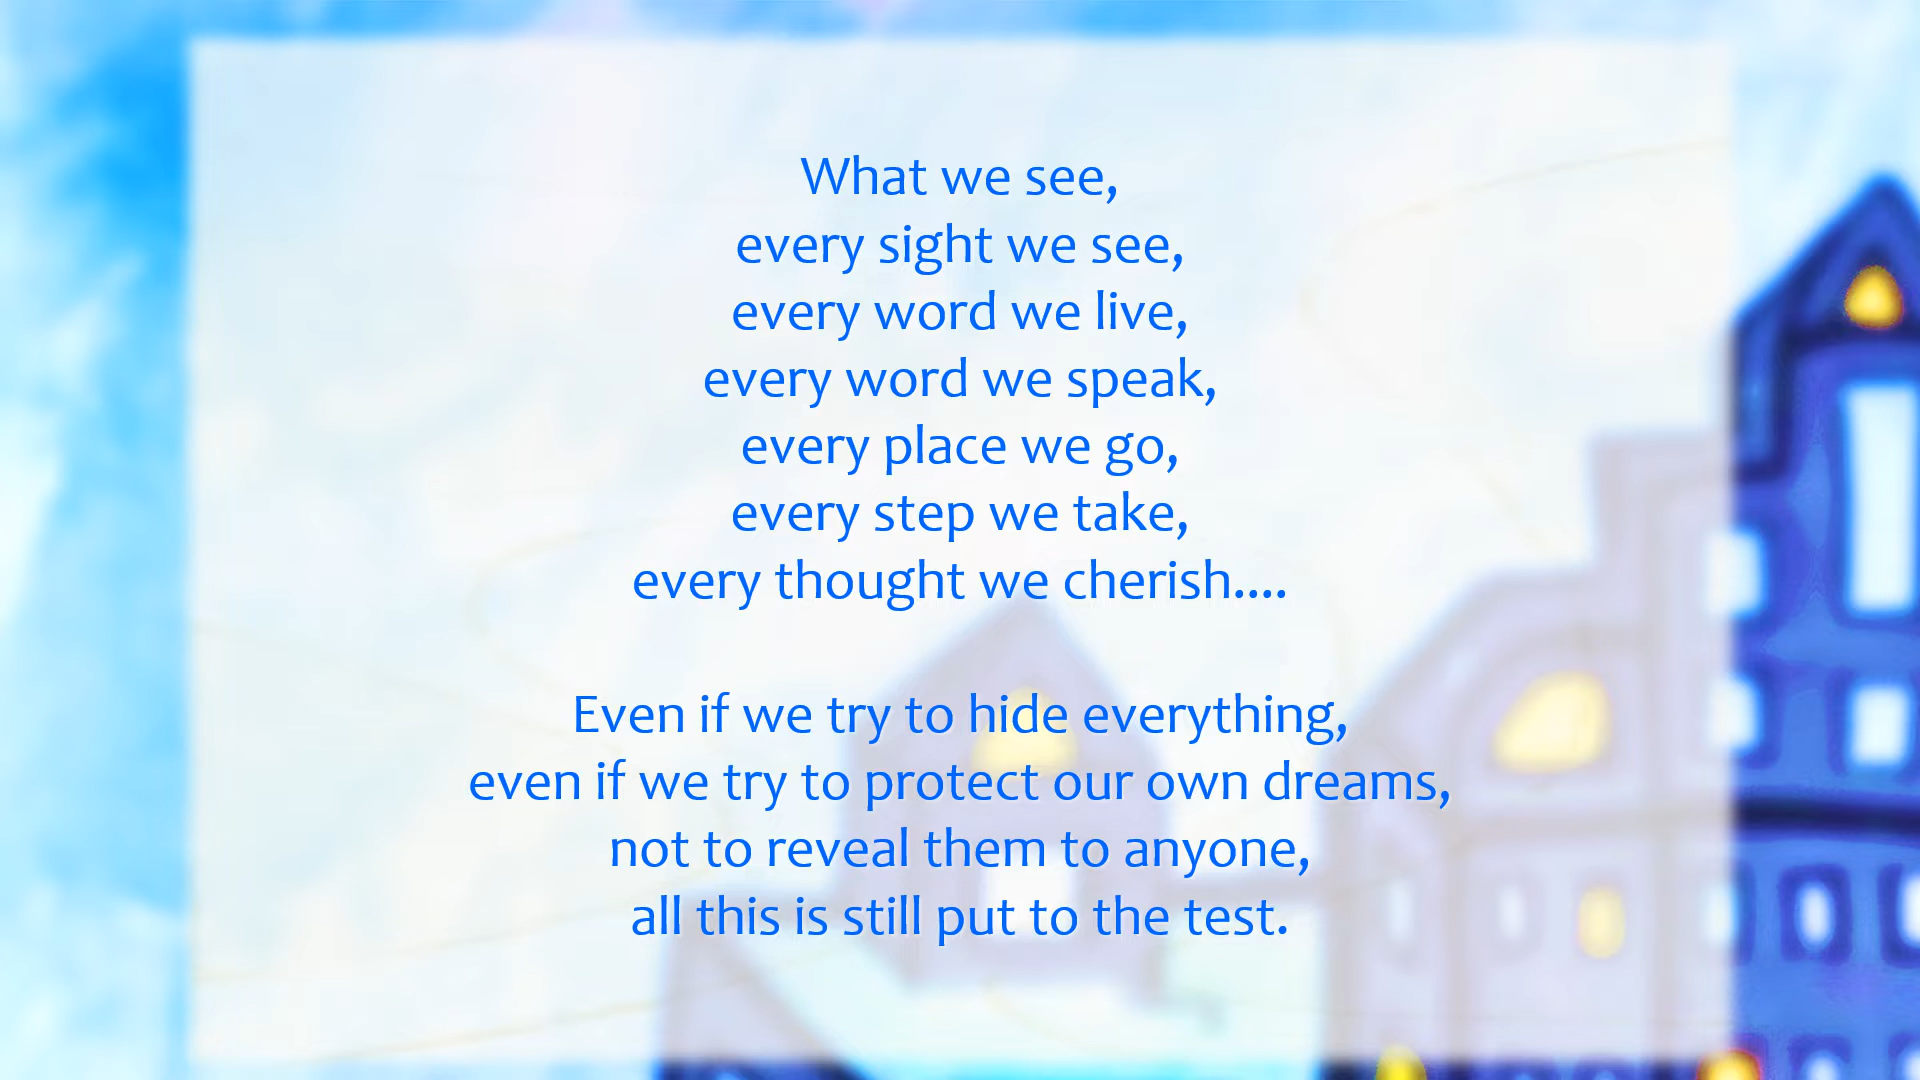 What we see,
every sight we see,
every word we live,
every word we speak,
every place we go,
every step we take,
every thought we cherish....
Even if we try to hide everything,
even if we try to protect our own dreams,
not to reveal them to anyone,
all this is still put to the test.